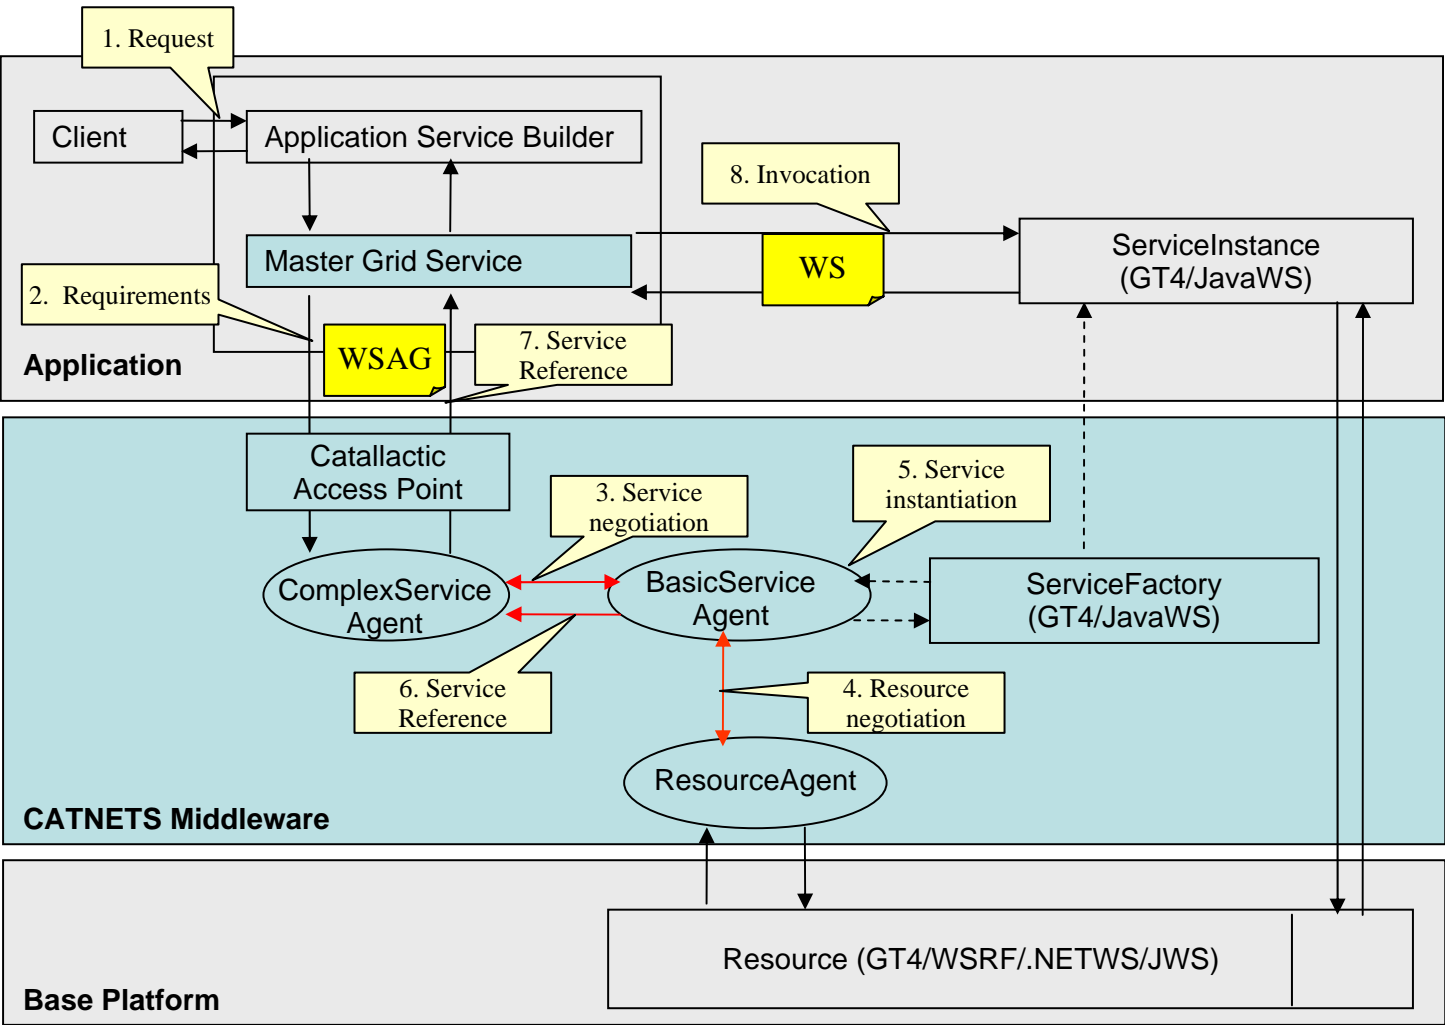 1. Request
Client
Application Service Builder
8. Invocation
Master Grid Service
WS
ServiceInstance
(GT4/JavaWS)
2.  Requirements
WSAG
7. Service
Reference
Application
Catallactic
Access Point
3. Service
negotiation
5. Service
instantiation
ComplexService
Agent
BasicService
Agent
ServiceFactory
(GT4/JavaWS)
6. Service
Reference
4. Resource
negotiation
ResourceAgent
CATNETS Middleware
Resource (GT4/WSRF/.NETWS/JWS)
Base Platform